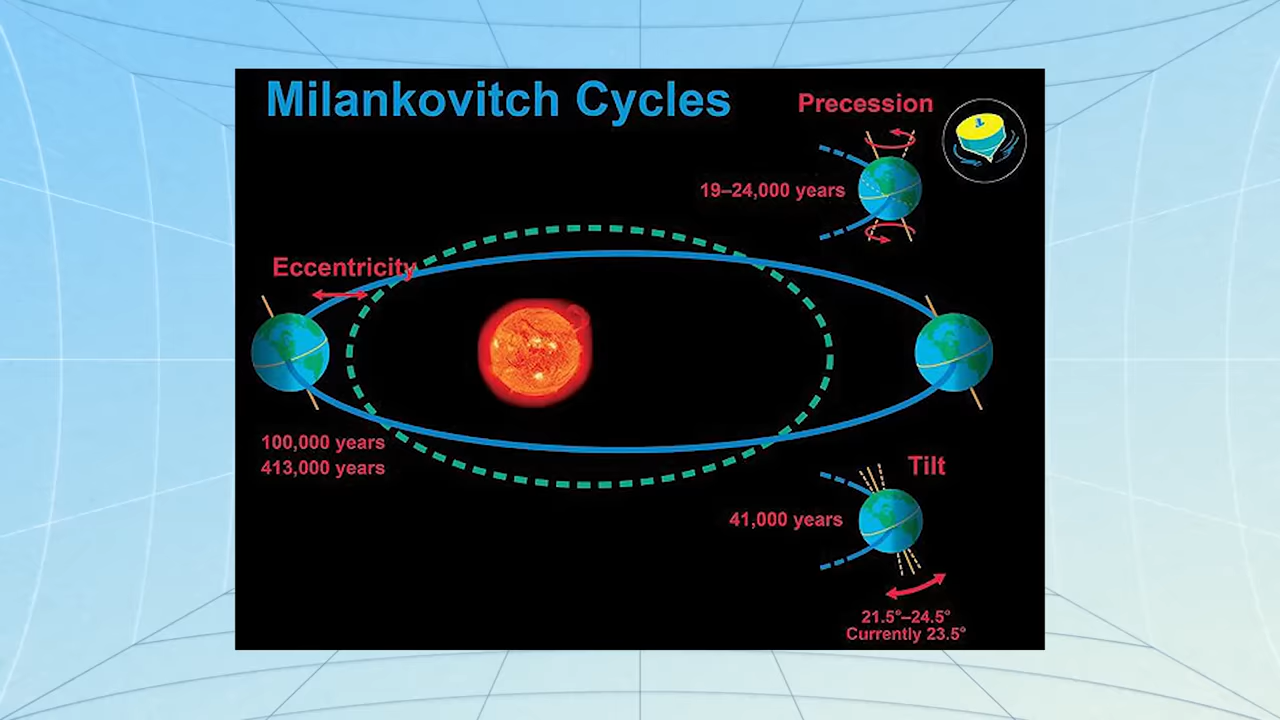 Milankovitch Cycles
Precession
19–24,000 years
Eccentricity
100,000 years
413,000 years
Tilt
41,000 years
21.5°–24.5°
Currently 23.5°